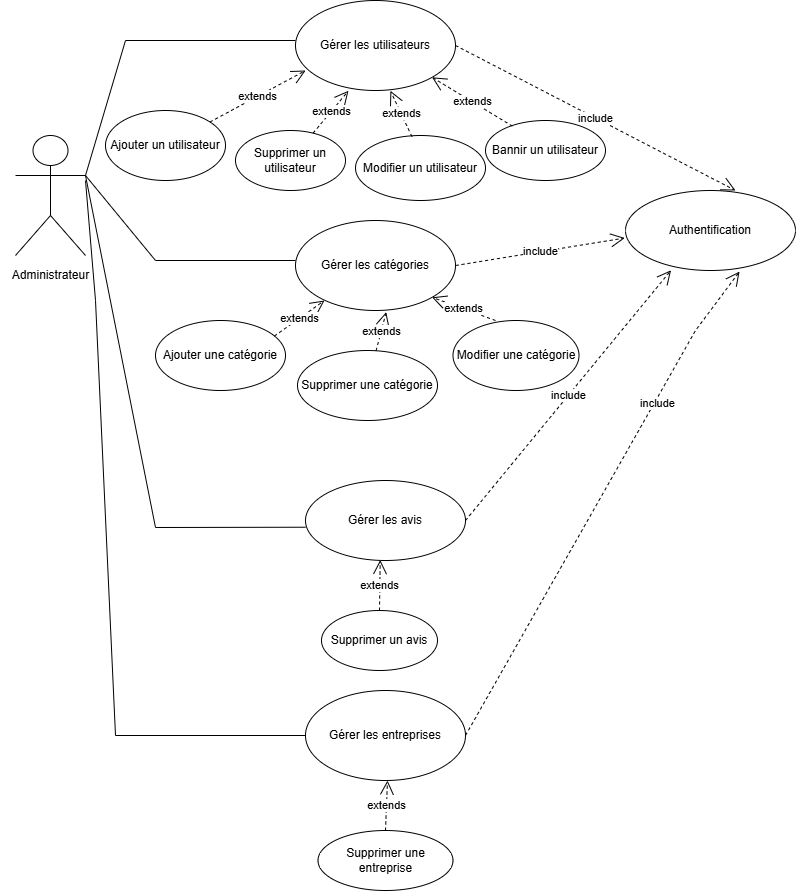 Gérer les utilisateurs
extends
extends
extends
extends
include
Ajouter un utilisateur
Supprimer un
utilisateur
Modifier un utilisateur
Bannir un utilisateur
Authentification
Administrateur
Gérer les catégories
include
extends
extends
extends
Ajouter une catégorie
Supprimer une catégorie
Modifier une catégorie
include
include
Gérer les avis
extends
Supprimer un avis
Gérer les entreprises
extends
Supprimer une
entreprise